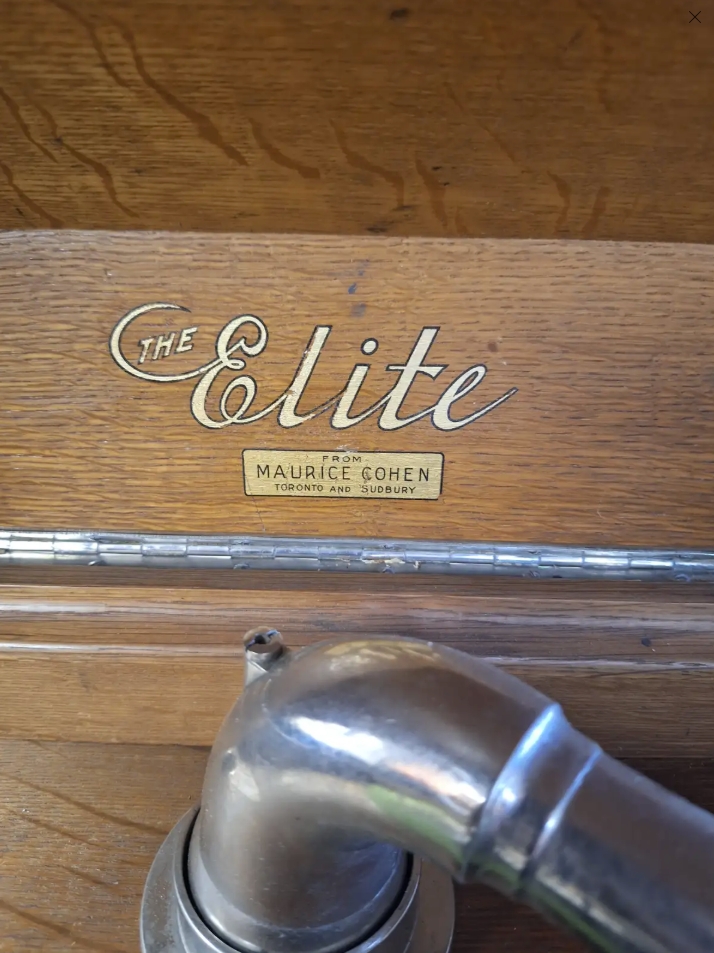 THE Elite
FROM
MAURICE COHEN
TORONTO AND SUDBURY